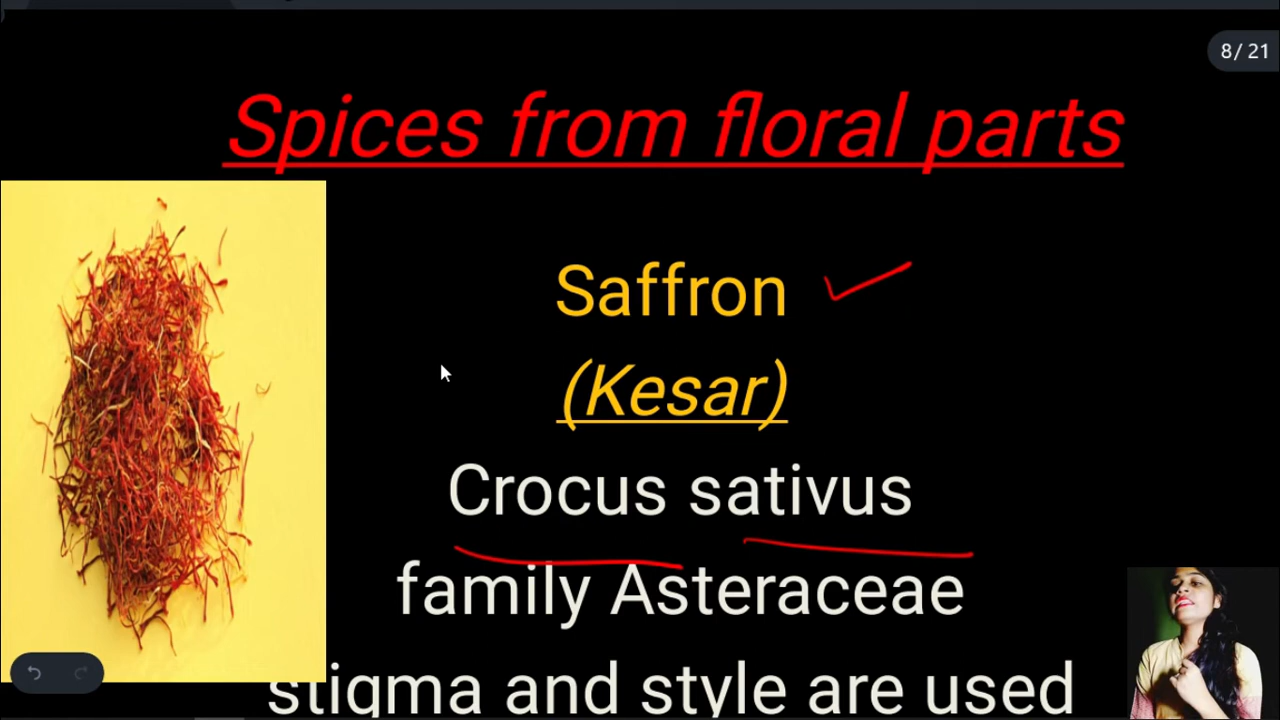 8/ 21
Spices from floral parts
Saffron
(Kesar)
Crocus sativus
family Asteraceae
stigma and style are used